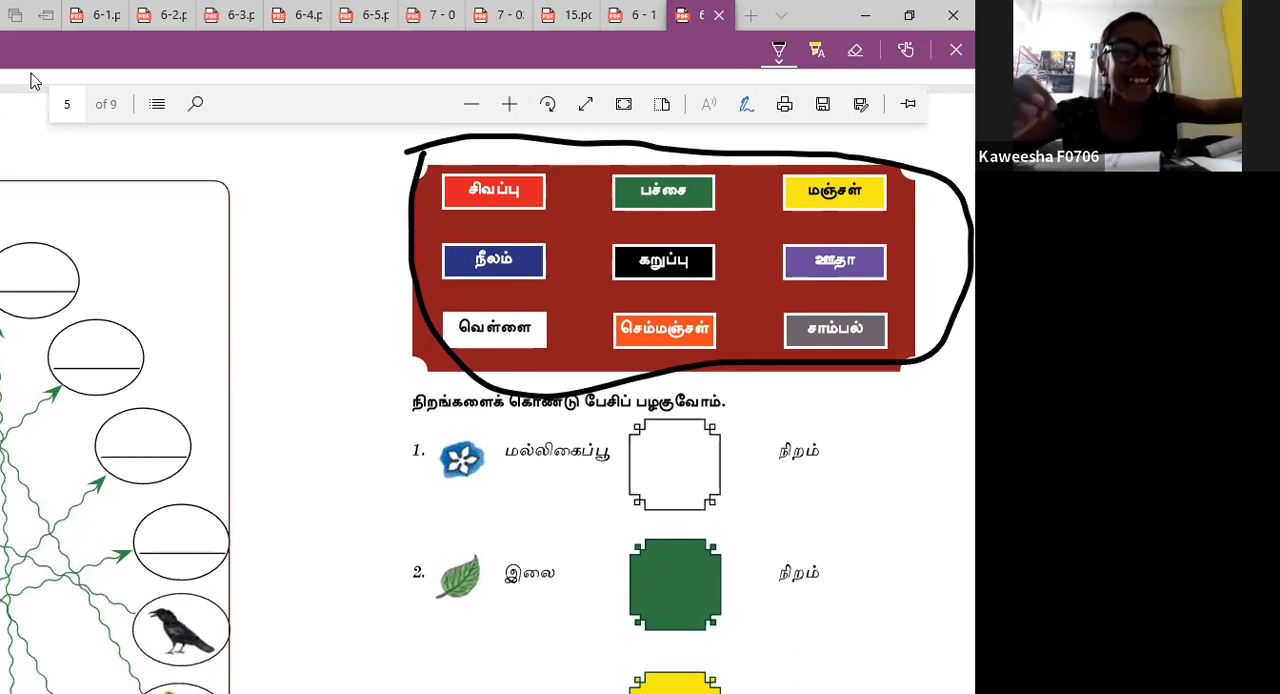 6-1.p 6-2.p 6-3.p 6-4.p 6-5.p 7 - 0 7 - 0 15.pc 6 - 1 6
5 of 9
Kaweesha F0706
சிவப்பு பச்சை மஞ்சள்
நீலம் கறுப்பு ஊதா
வெள்ளை செம்மஞ்சள் சாம்பல்
நிறங்களைக் கொண்டு பேசிப் பழகுவோம்.
1. மல்லிகைப்பூ நிறம்
2. இலை நிறம்